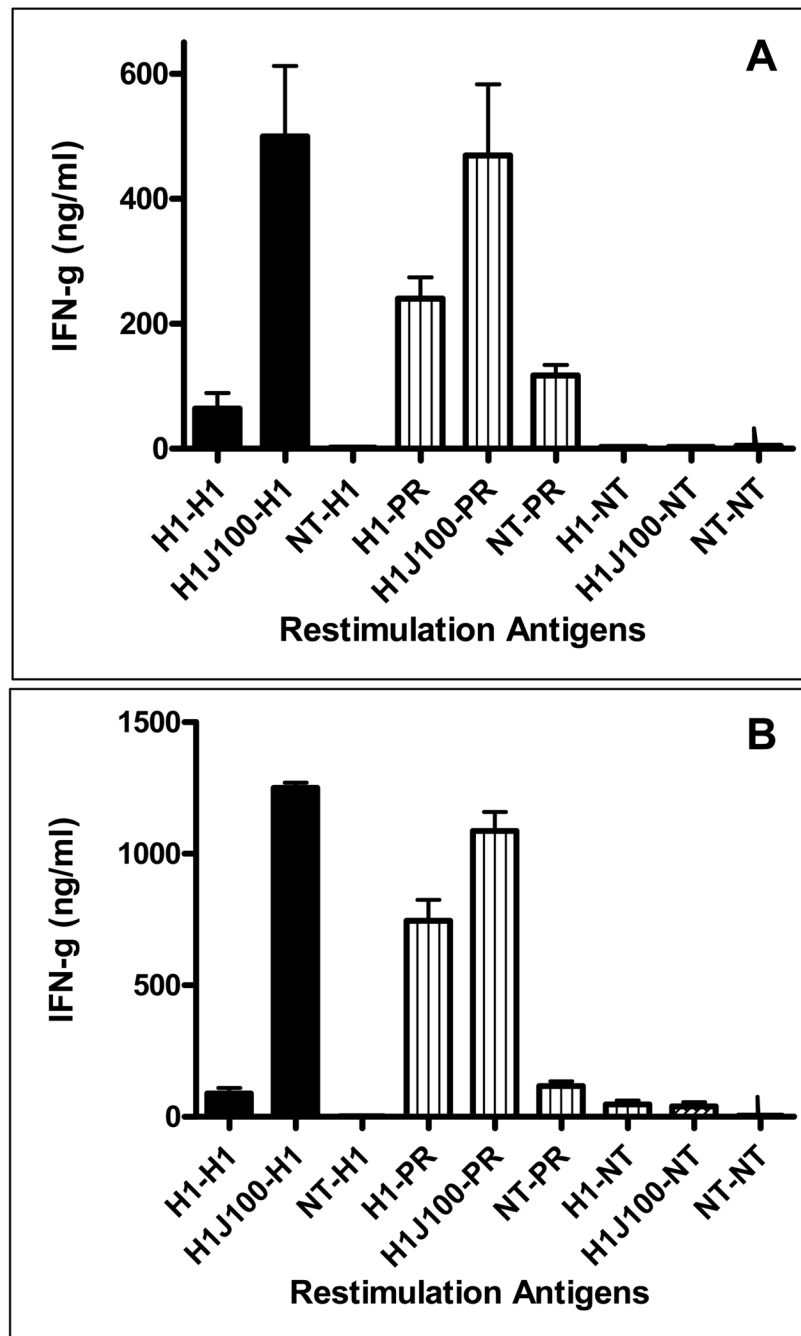 A
IFN-g (ng/ml)
600
400
200
0
H1-H1
H1J100-H1
NT-H1
H1-PR
H1J100-PR
NT-PR
H1-NT
H1J100-NT
NT-NT
Restimulation Antigens
B
IFN-g (ng/ml)
1500
1000
500
0
H1-H1
H1J100-H1
NT-H1
H1-PR
H1J100-PR
NT-PR
H1-NT
H1J100-NT
NT-NT
Restimulation Antigens